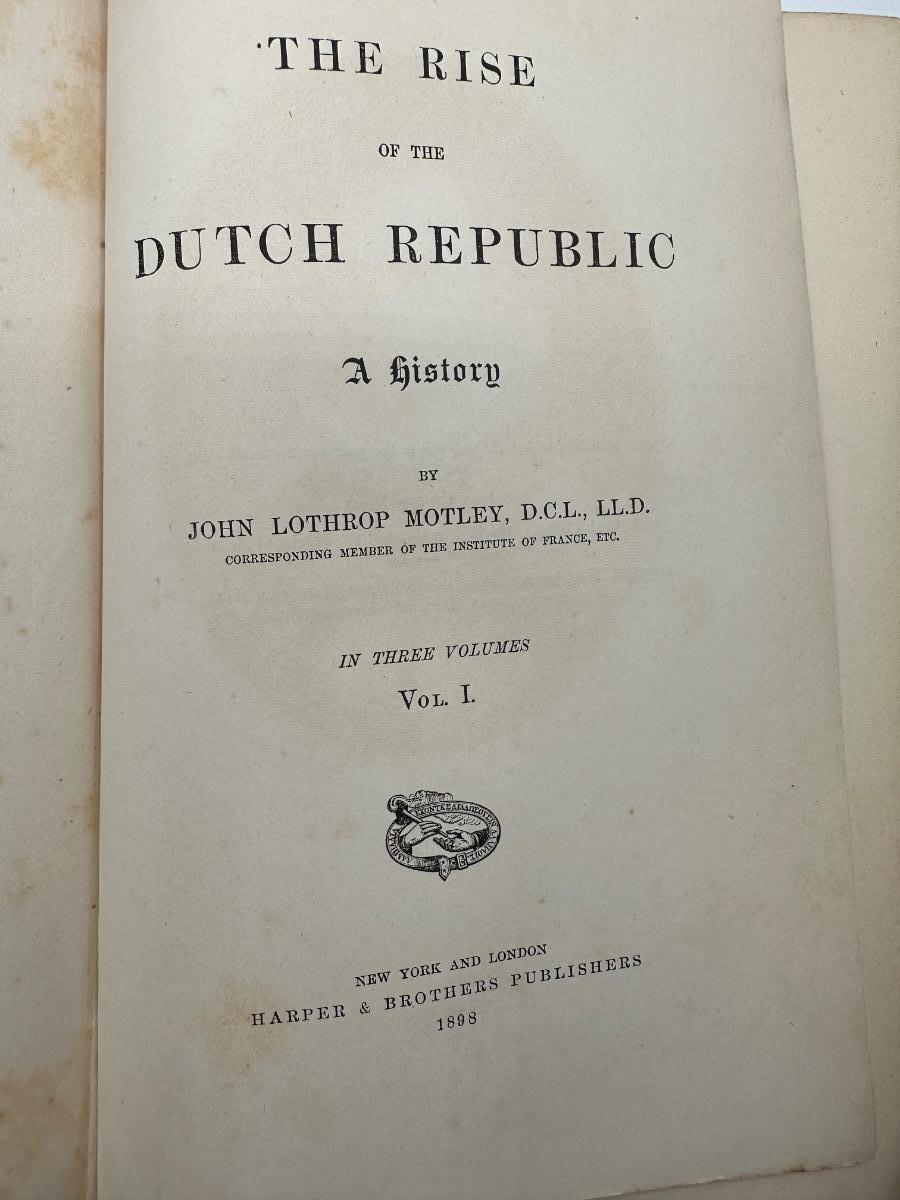 THE RISE
OF THE
DUTCH REPUBLIC
A History
BY
JOHN LOTHROP MOTLEY, D.C.L., LL.D.
CORRESPONDING MEMBER OF THE INSTITUTE OF FRANCE, ETC.
IN THREE VOLUMES
VOL. I.
NEW YORK AND LONDON
HARPER & BROTHERS PUBLISHERS
1898